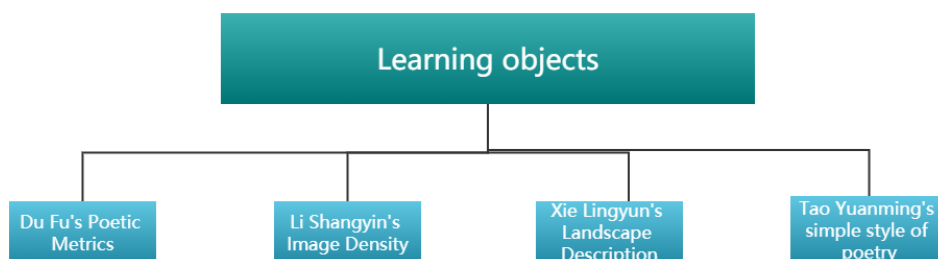 Learning objects
Du Fu's Poetic
Metrics
Li Shangyin's
Image Density
Xie Lingyun's
Landscape
Description
Tao Yuanming's
simple style of
poetry